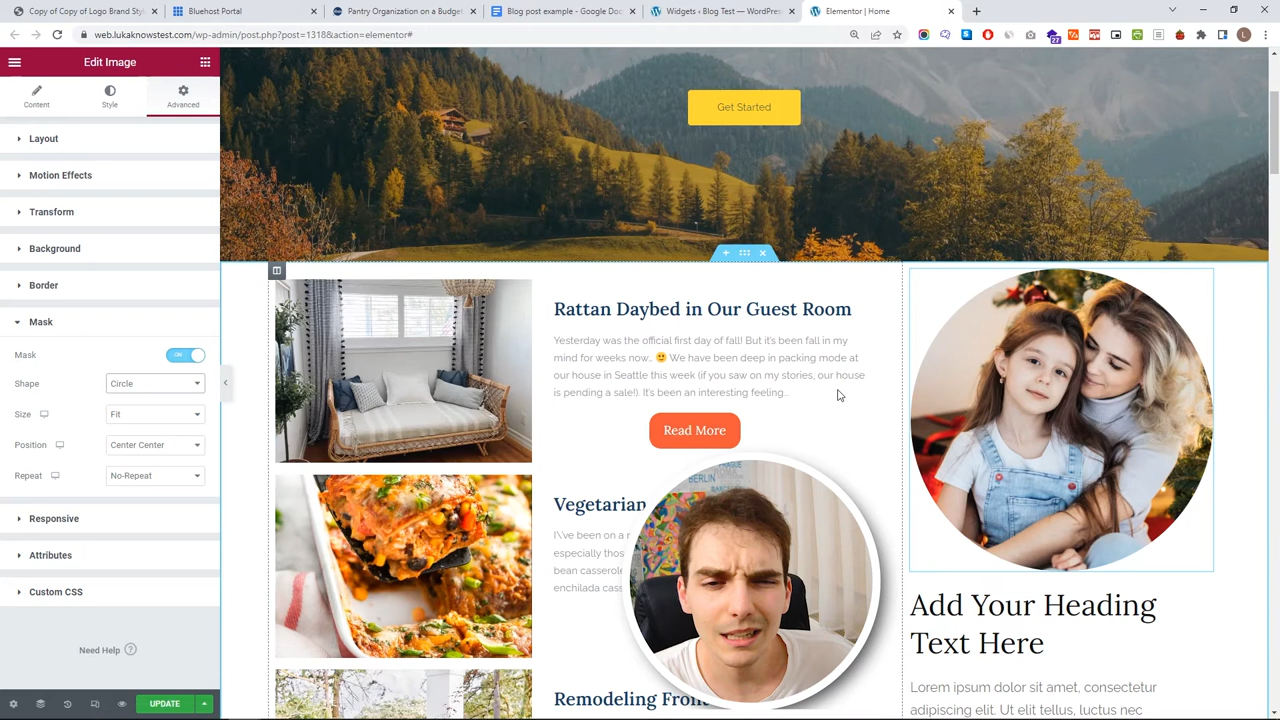 Copy of Copy of Logo Brand Styl
Bluehost Portal
Pantry Organization on a Budget
Blog post example - Google Doc
Widgets ‹ Blog Test — WordPress
Elementor | Home
web.lukaknowstest.com/wp-admin/post.php?post=1318&action=elementor#
27
L
Edit Image
Content
Style
Advanced
Layout
Motion Effects
Transform
Background
Border
Mask
Mask
ON
Shape
Circle
Size
Fit
Position
Center Center
Repeat
No-Repeat
Responsive
Attributes
Custom CSS
Need Help ?
UPDATE
Get Started
Rattan Daybed in Our Guest Room
Yesterday was the official first day of fall! But it's been fall in my
mind for weeks now… 🙂 We have been deep in packing mode at
our house in Seattle this week (if you saw on my stories, our house
is pending a sale!). It's been an interesting feeling...
Read More
Vegetarian
I\'ve been on a
especially thos
bean casserole
enchilada cass
PRAGUE
BERLIN
Remodeling Fron
Add Your Heading
Text Here
Lorem ipsum dolor sit amet, consectetur
adipiscing elit. Ut elit tellus, luctus nec